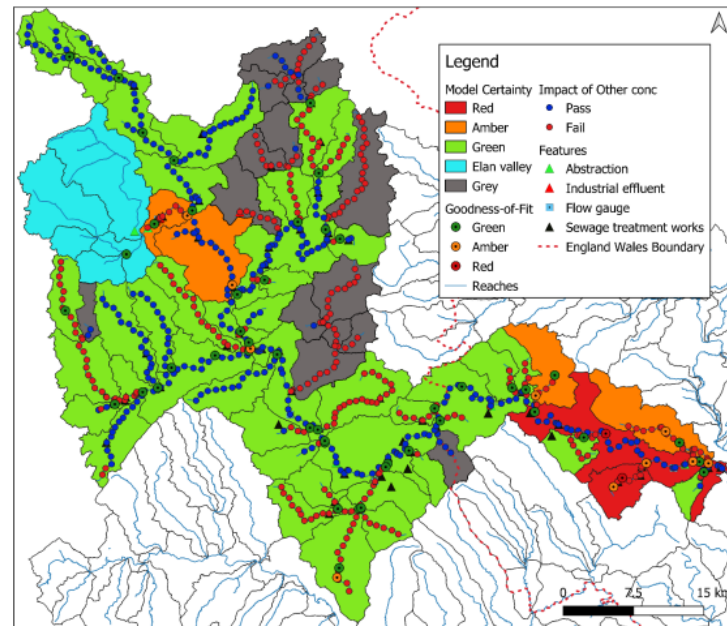 Legend
Model Certainty
Red
Amber
Green
Elan valley
Grey
Goodness-of-Fit
Green
Amber
Red
Reaches
Impact of Other conc
Pass
Fail
Features
Abstraction
Industrial effluent
Flow gauge
Sewage treatment works
England Wales Boundary
0 7.5 15 km